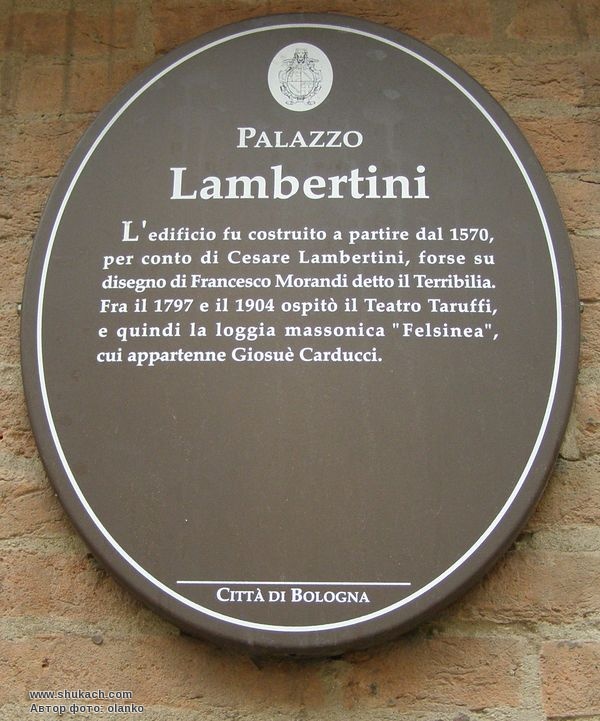 PALAZZO
Lambertini
L'edificio fu costruito a partire dal 1570,
per conto di Cesare Lambertini, forse su
disegno di Francesco Morandi detto il Terribilia.
Fra il 1797 e il 1904 ospitò il Teatro Taruffi,
e quindi la loggia massonica "Felsinea",
cui appartenne Giosuè Carducci.
CITTÀ DI BOLOGNA
www.shukach.com
Автор фото: olanko